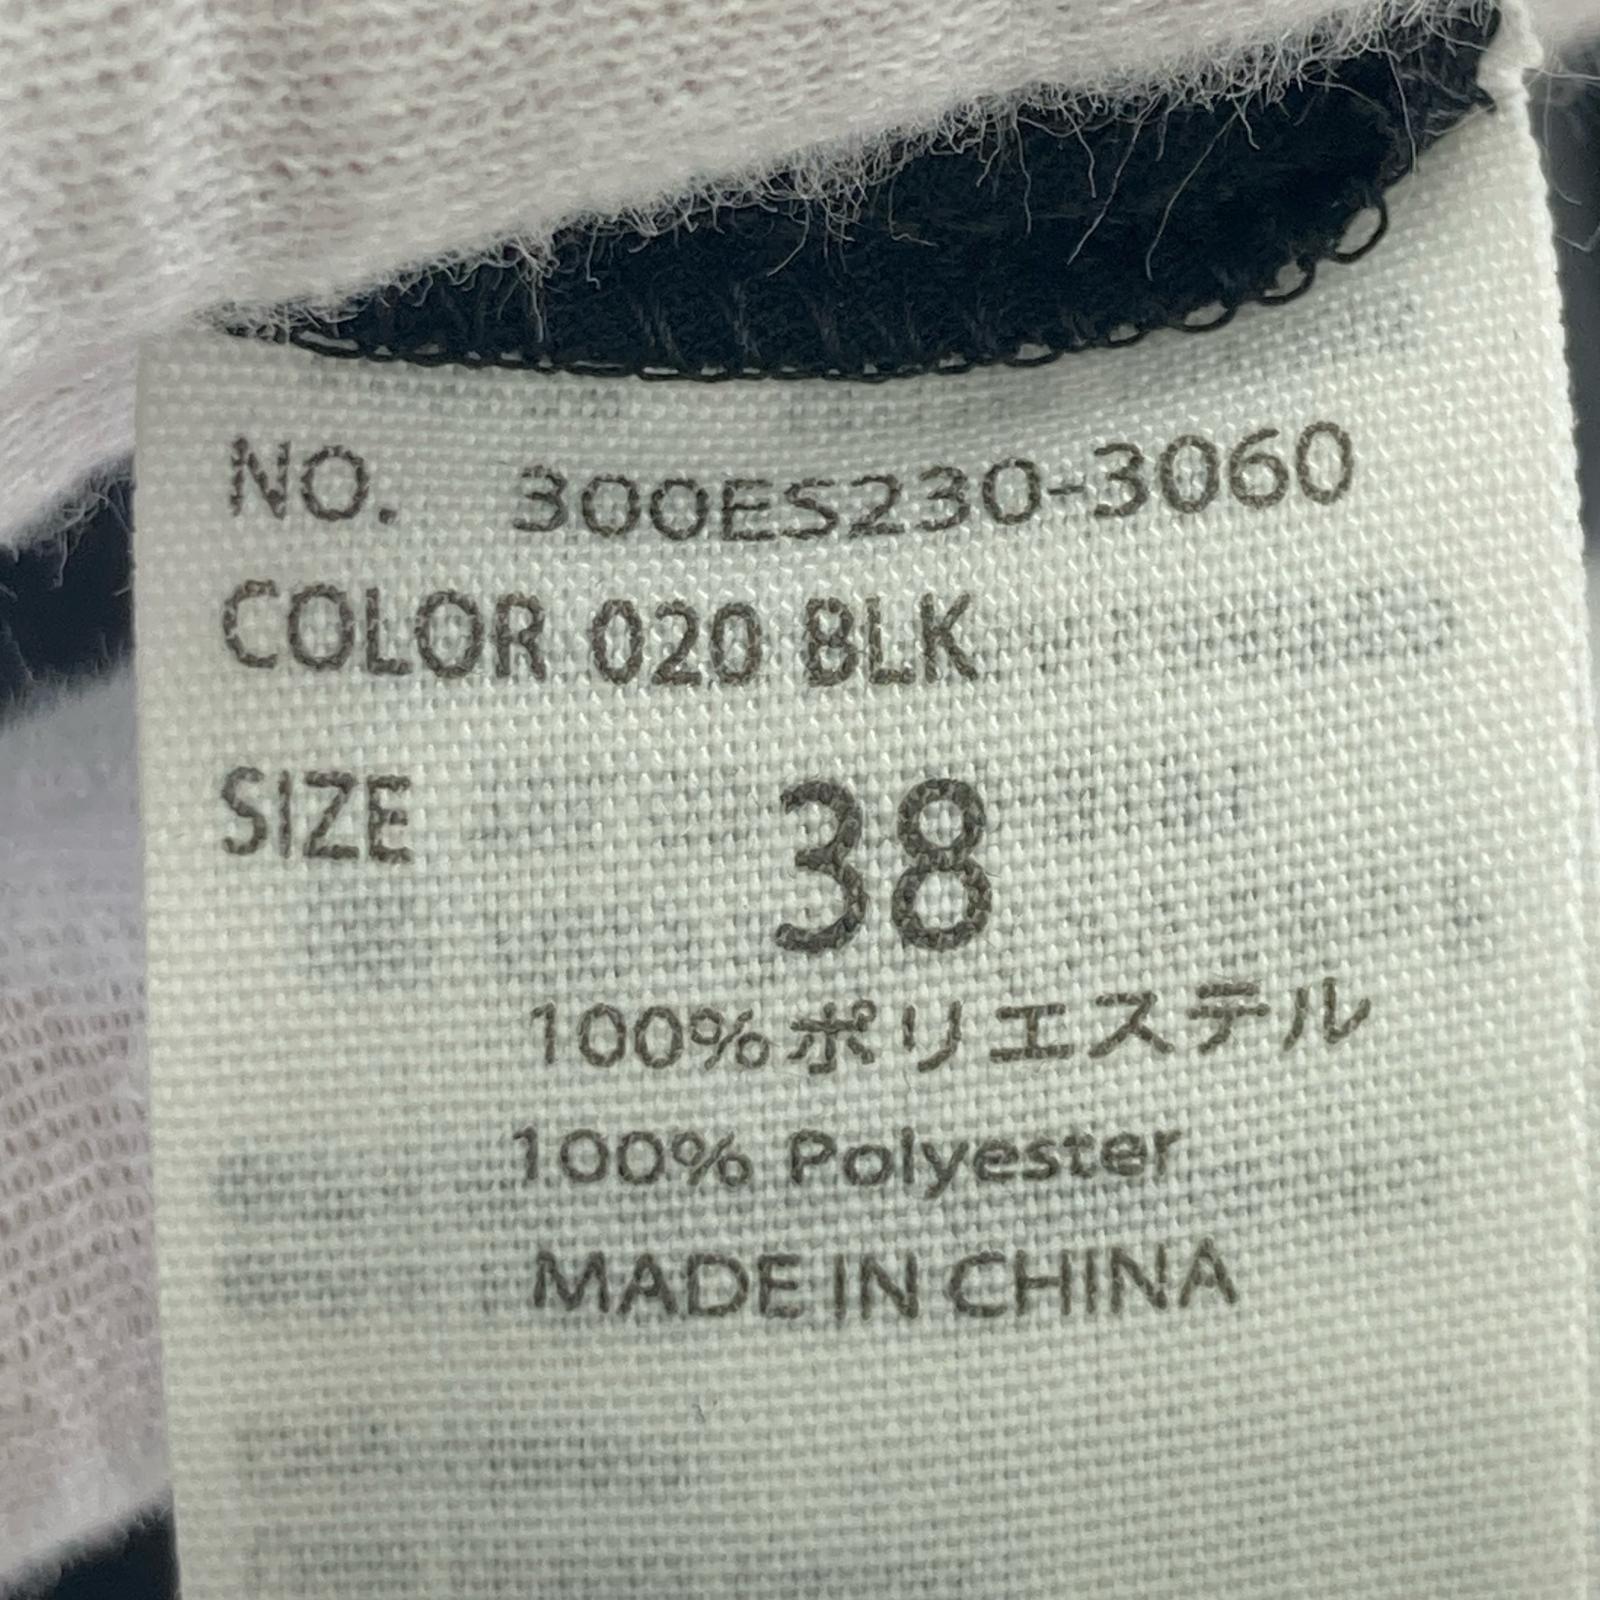 NO. 300ES230-3060
COLOR 020 BLK
SIZE 38
100%ポリエステル
100% Polyester
MADE IN CHINA